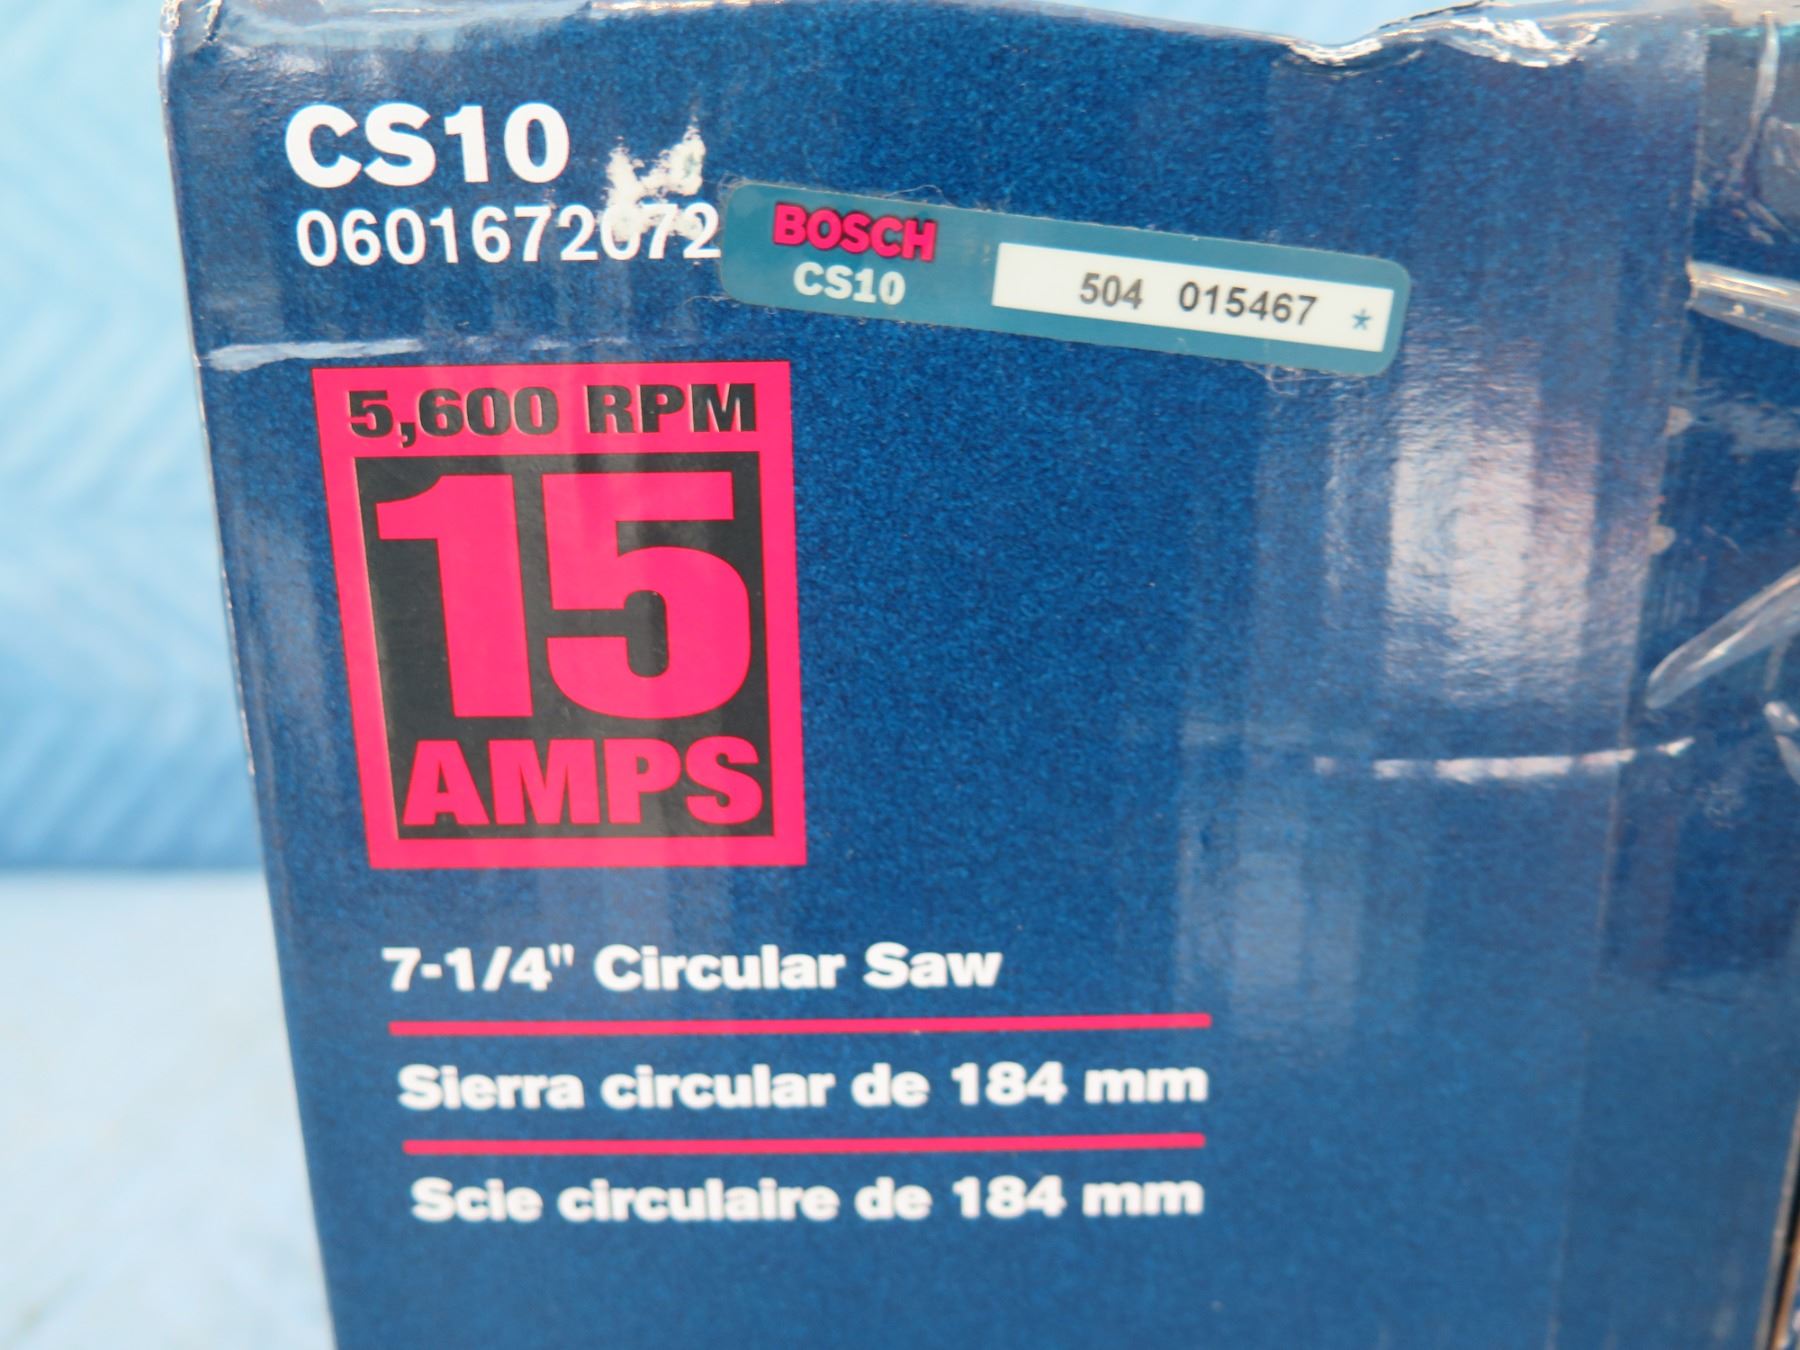 CS10
0601672072
BOSCH
CS10
504 015467 *
5,600 RPM
15
AMPS
7-1/4" Circular Saw
Sierra circular de 184 mm
Scie circulaire de 184 mm